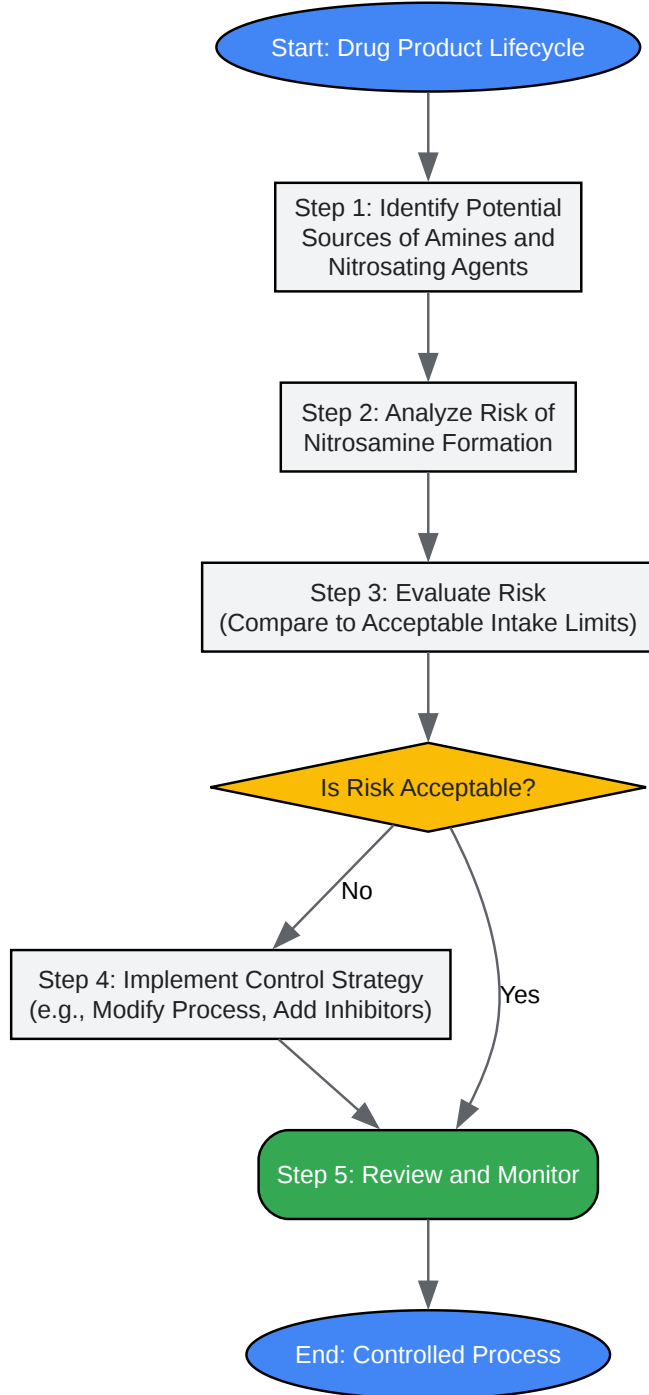 Start: Drug Product Lifecycle
Step 1: Identify Potential
Sources of Amines and
Nitrosating Agents
Step 2: Analyze Risk of
Nitrosamine Formation
Step 3: Evaluate Risk
(Compare to Acceptable Intake Limits)
Is Risk Acceptable?
No
Step 4: Implement Control Strategy
(e.g., Modify Process, Add Inhibitors)
Yes
Step 5: Review and Monitor
End: Controlled Process